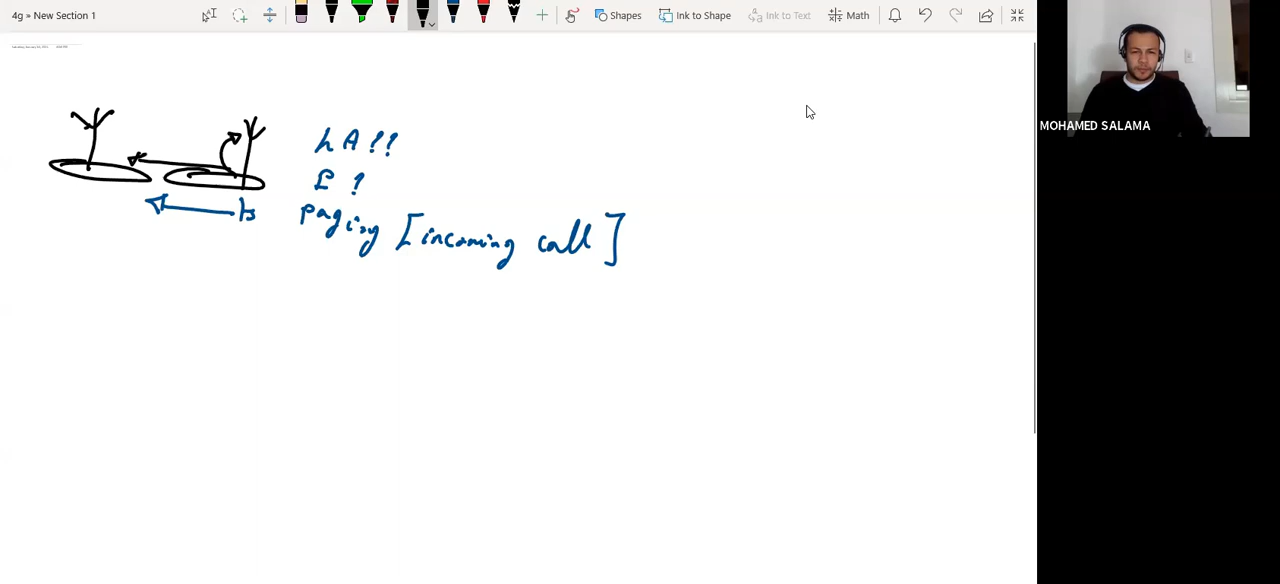 4g » New Section 1
Shapes
Ink to Shape
Ink to Text
Math
MOHAMED SALAMA
LA ??
?
Paging [incoming call]